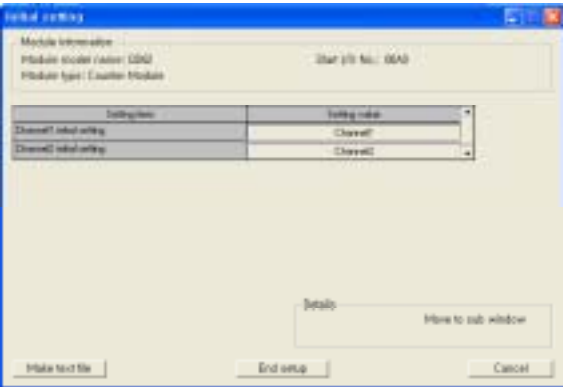 Initial setting
Module information
Module model name: QD62
Start I/O No.: 00A0
Module type: Counter Module
Setting item
Setting value
Channel1 initial setting
Channel1
Channel2 initial setting
Channel2
Details
Move to sub window
Make text file
End setup
Cancel